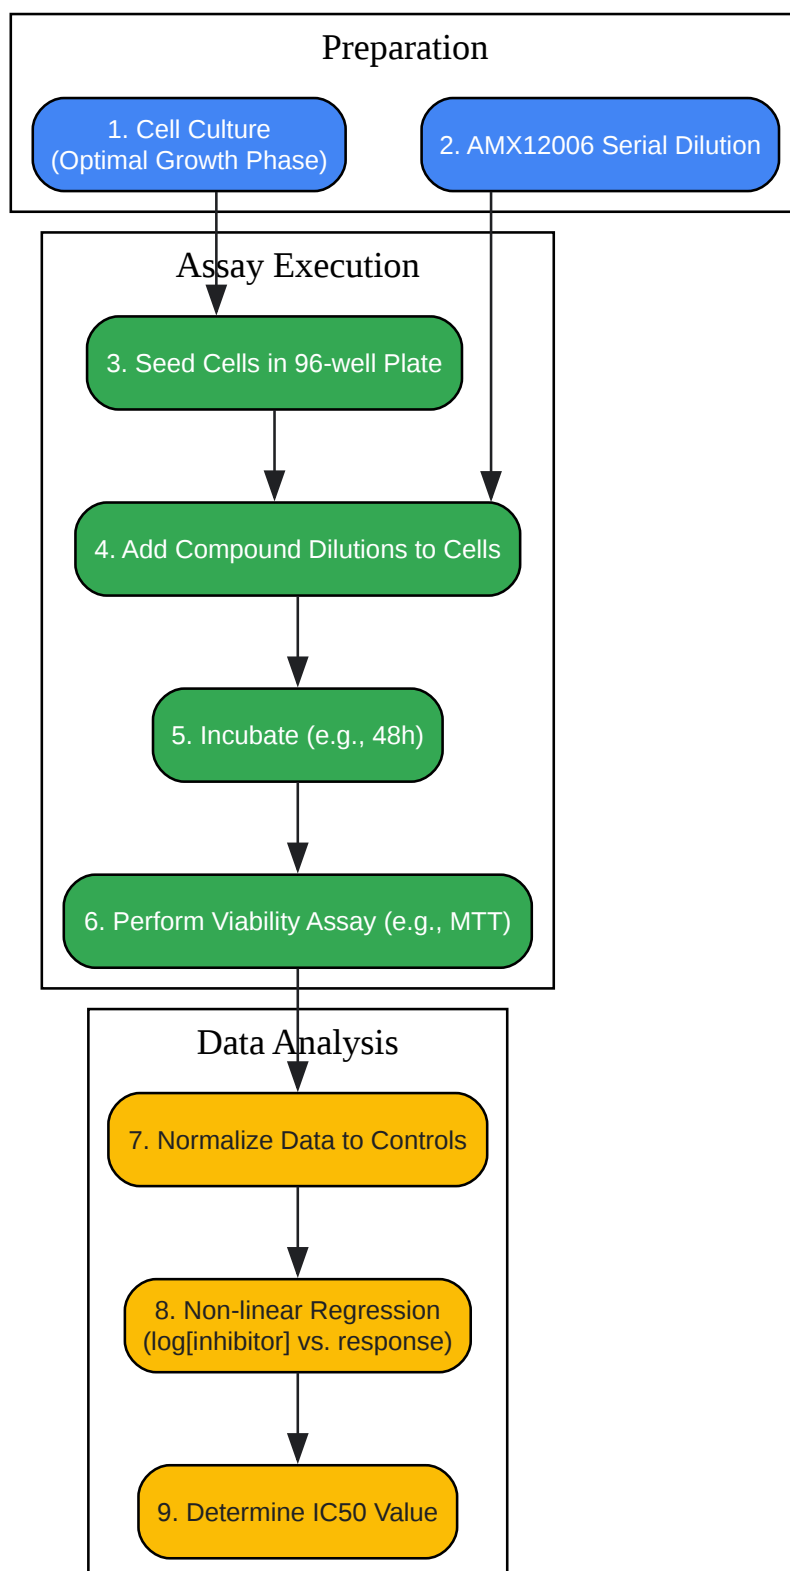 Preparation
1. Cell Culture
(Optimal Growth Phase)
2. AMX12006 Serial Dilution
Assay Execution
3. Seed Cells in 96-well Plate
4. Add Compound Dilutions to Cells
5. Incubate (e.g., 48h)
6. Perform Viability Assay (e.g., MTT)
Data Analysis
7. Normalize Data to Controls
8. Non-linear Regression
(log[inhibitor] vs. response)
9. Determine IC50 Value